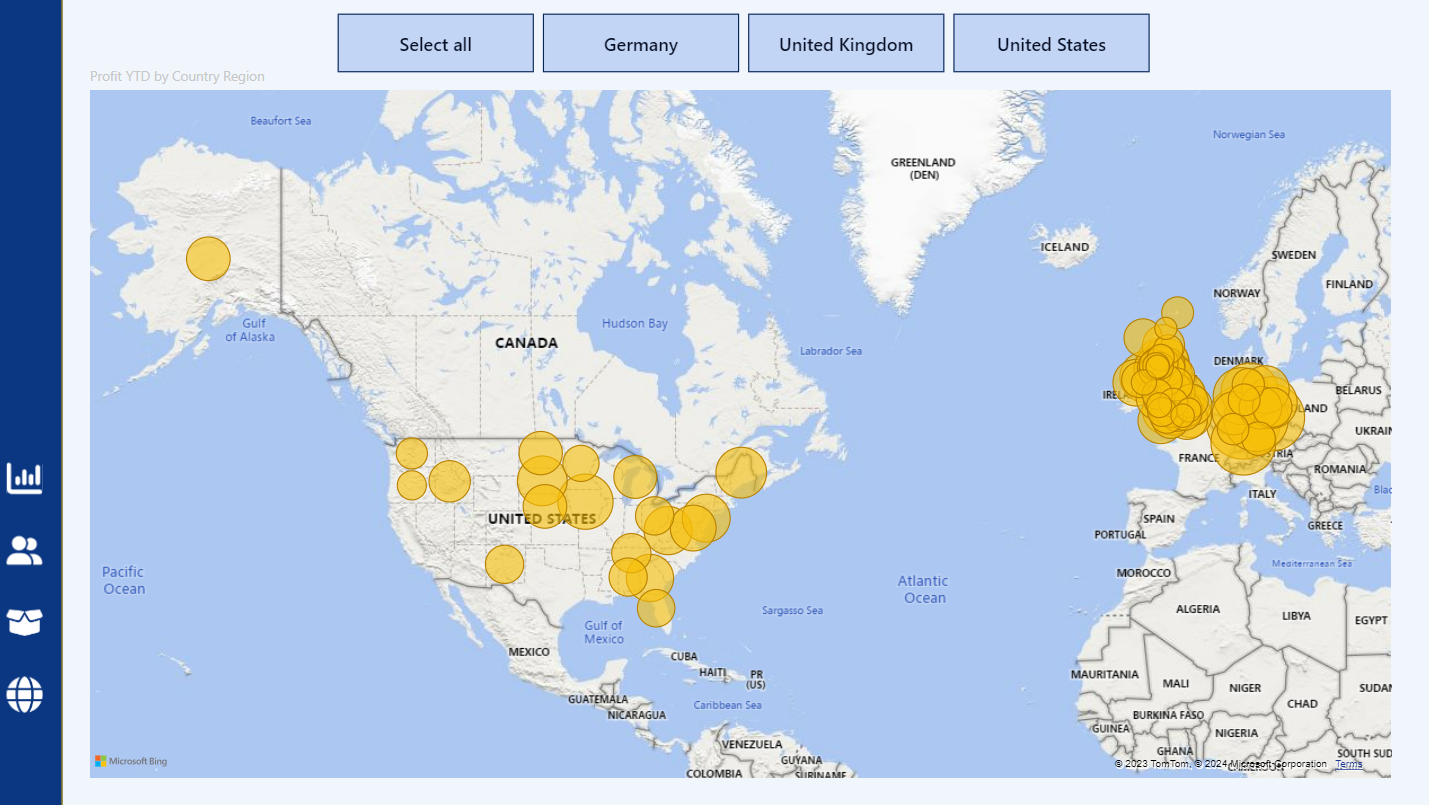 Select all
Germany
United Kingdom
United States
Profit YTD by Country Region
Beaufort Sea
Norwegian Sea
GREENLAND
(DEN)
ICELAND
SWEDEN
FINLAND
NORWAY
Gulf
of Alaska
Hudson Bay
CANADA
Labrador Sea
DENMARK
BELARUS
IREL
LAND
UKRAIN
FRANCE
STRIA
ROMANIA
ITALY
Blac
UNITED STATES
SPAIN
GREECE
PORTUGAL
Mediterranean Sea
Pacific
Ocean
MOROCCO
Atlantic
Ocean
ALGERIA
LIBYA
EGYPT
Sargasso Sea
Gulf of
Mexico
MEXICO
CUBA
HAITI
PR
(US)
MAURITANIA
MALI
NIGER
SUDAN
CHAD
GUATEMALA
Caribbean Sea
NICARAGUA
BURKINA FASO
GUINEA
NIGERIA
VENEZUELA
GHANA
SOUTH SUD
GUYANA
COLOMBIA
SURINAME
CAMEROON
Microsoft Bing
© 2023 TomTom, © 2024 Microsoft Corporation Terms